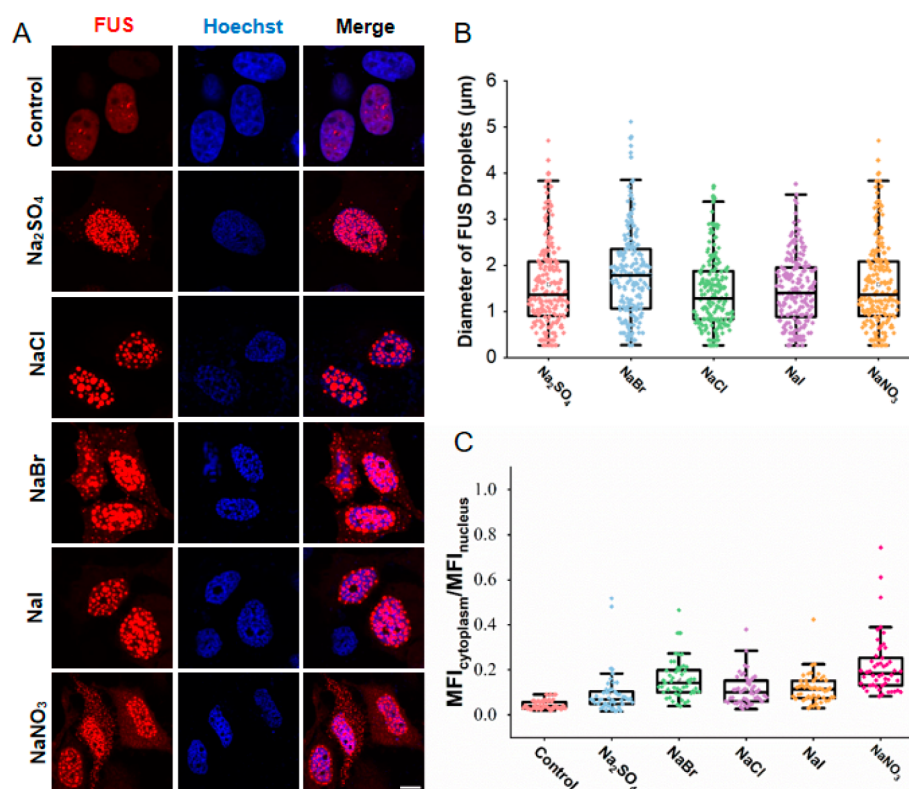 A
FUS Hoechst Merge
Control
Na₂SO₄
NaCl
NaBr
NaI
NaNO₃
B
Diameter of FUS Droplets (μm)
6
5
4
3
2
1
0
Na₂SO₄ NaBr NaCl NaI NaNO₃
C
MFIcytoplasm/MFInucleus
1.0
0.8
0.6
0.4
0.2
0.0
Control Na₂SO₄ NaBr NaCl NaI NaNO₃